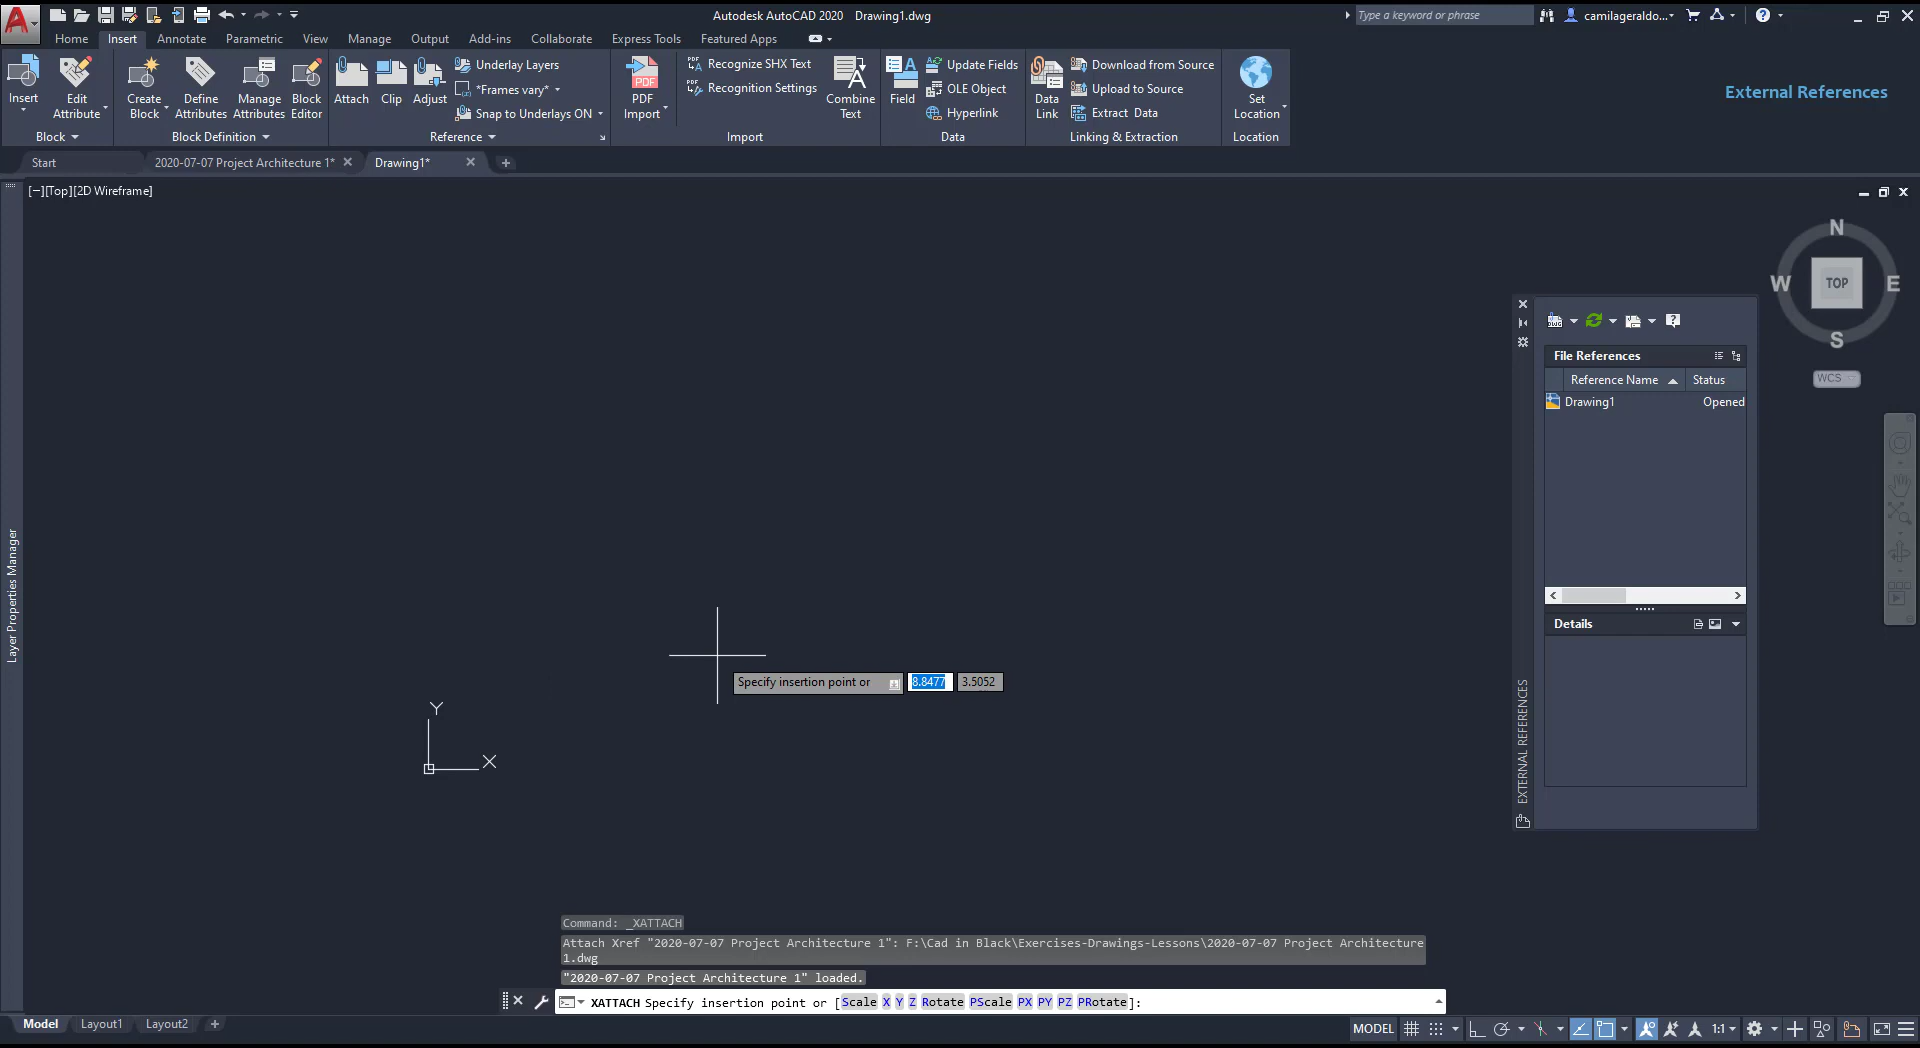 Autodesk AutoCAD 2020 Drawing1.dwg
Type a keyword or phrase
camilageraldo...
Home Insert Annotate Parametric View Manage Output Add-ins Collaborate Express Tools Featured Apps
Insert
Edit
Attribute
Block
Create
Block
Define
Attributes
Manage
Attributes
Block
Editor
Block Definition
Attach
Clip
Adjust
Underlay Layers
*Frames vary*
Snap to Underlays ON
Reference
PDF
PDF
Import
Recognize SHX Text
Recognition Settings
Combine
Text
Import
Field
Update Fields
OLE Object
Hyperlink
Data
Data
Link
Download from Source
Upload to Source
Extract Data
Linking & Extraction
Set
Location
Location
External References
Start 2020-07-07 Project Architecture 1* Drawing1*
[−][Top][2D Wireframe]
N
W TOP E
S
WCS
File References
Reference Name Status
Drawing1 Opened
Details
EXTERNAL REFERENCES
Layer Properties Manager
Specify insertion point or 8.8477 3.5052
Y
X
Command: _XATTACH
Attach Xref "2020-07-07 Project Architecture 1": F:\Cad in Black\Exercises-Drawings-Lessons\2020-07-07 Project Architecture
1.dwg
"2020-07-07 Project Architecture 1" loaded.
XATTACH Specify insertion point or [Scale X Y Z Rotate PScale PX PY PZ PRotate]:
Model Layout1 Layout2
MODEL 1:1